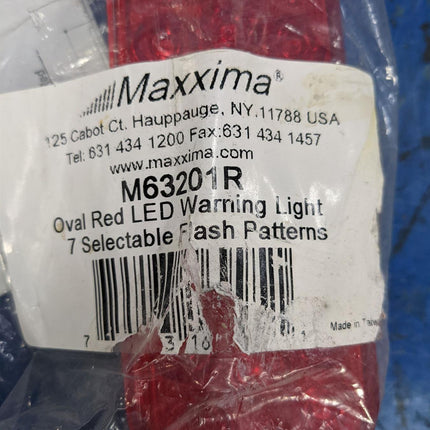 Maxxima®
125 Cabot Ct. Hauppauge, NY.11788 USA
Tel: 631 434 1200 Fax:631 434 1457
www.maxxima.com
M63201R
Oval Red LED Warning Light
7 Selectable Flash Patterns
Made in
7